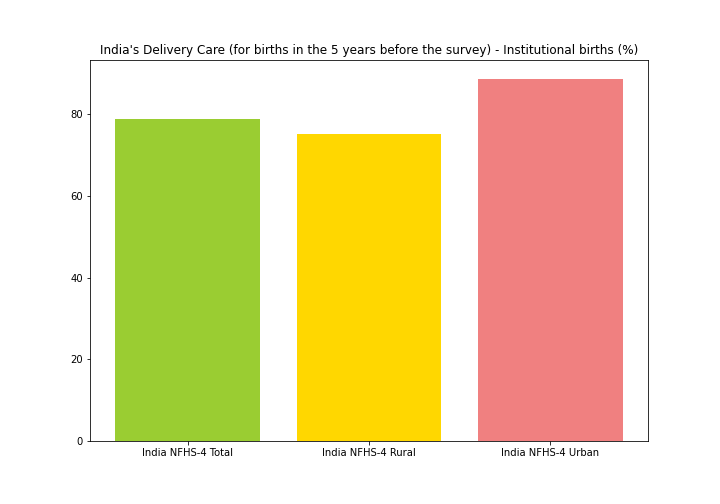 India's Delivery Care (for births in the 5 years before the survey) - Institutional births (%)
80
60
40
20
0
India NFHS-4 Total
India NFHS-4 Rural
India NFHS-4 Urban